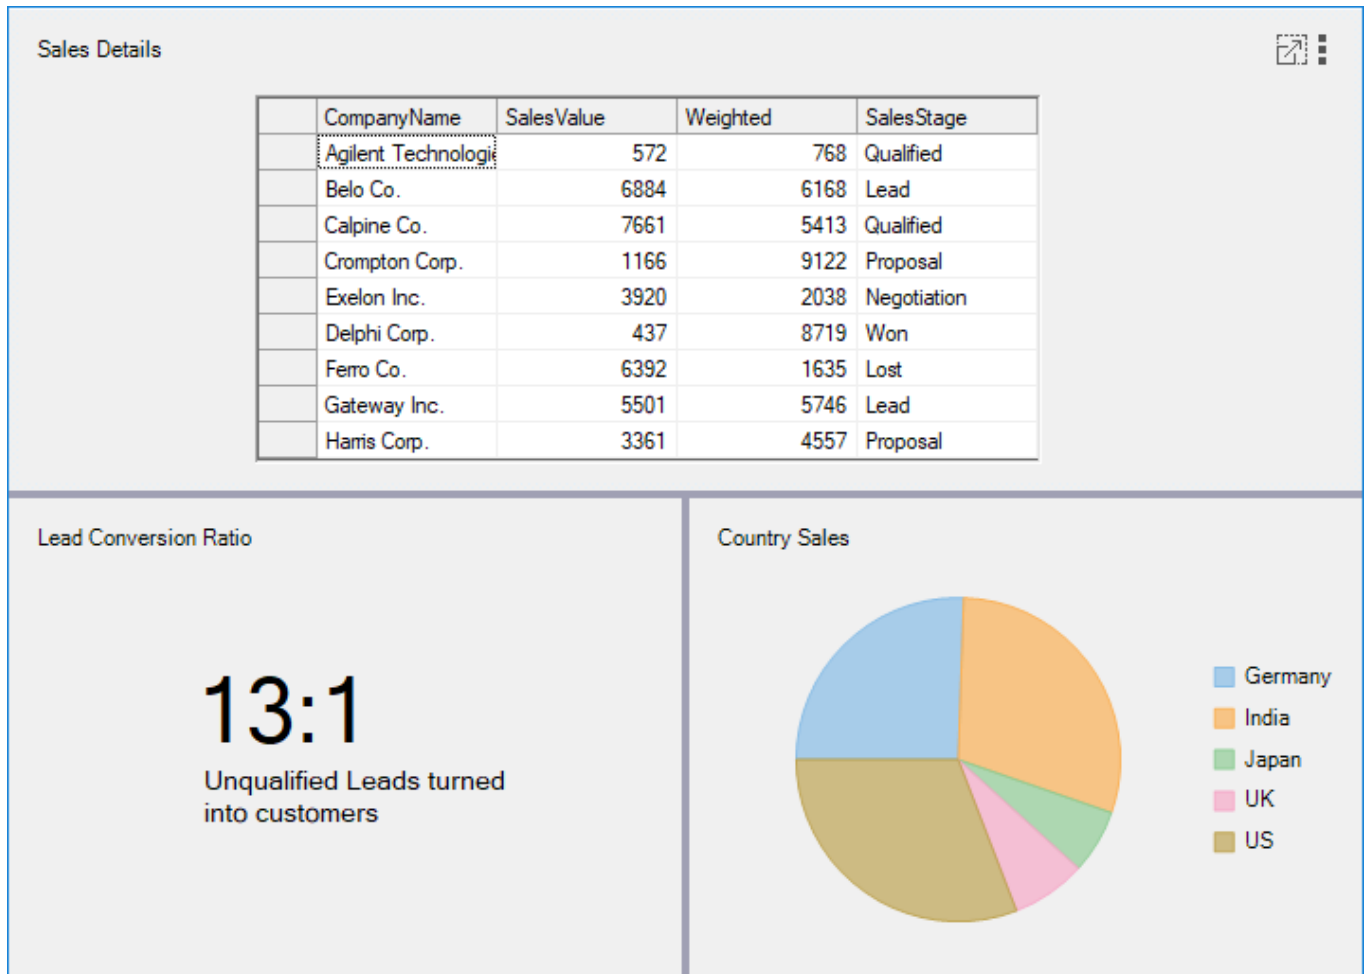 Sales Details
CompanyName SalesValue Weighted SalesStage
Agilent Technologie 572 768 Qualified
Belo Co. 6884 6168 Lead
Calpine Co. 7661 5413 Qualified
Crompton Corp. 1166 9122 Proposal
Exelon Inc. 3920 2038 Negotiation
Delphi Corp. 437 8719 Won
Ferro Co. 6392 1635 Lost
Gateway Inc. 5501 5746 Lead
Harris Corp. 3361 4557 Proposal
Lead Conversion Ratio
13:1
Unqualified Leads turned
into customers
Country Sales
Germany
India
Japan
UK
US